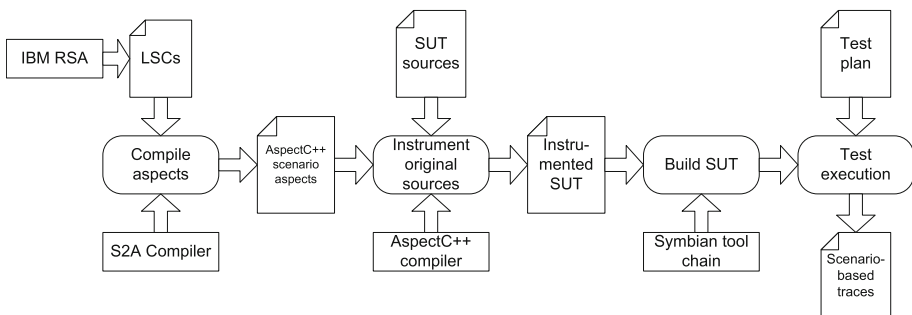 IBM RSA
LSCs
SUT
sources
Test
plan
Compile
aspects
AspectC++
scenario
aspects
Instrument
original
sources
Instru-
mented
SUT
Build SUT
Test
execution
S2A Compiler
AspectC++
compiler
Symbian tool
chain
Scenario-
based
traces